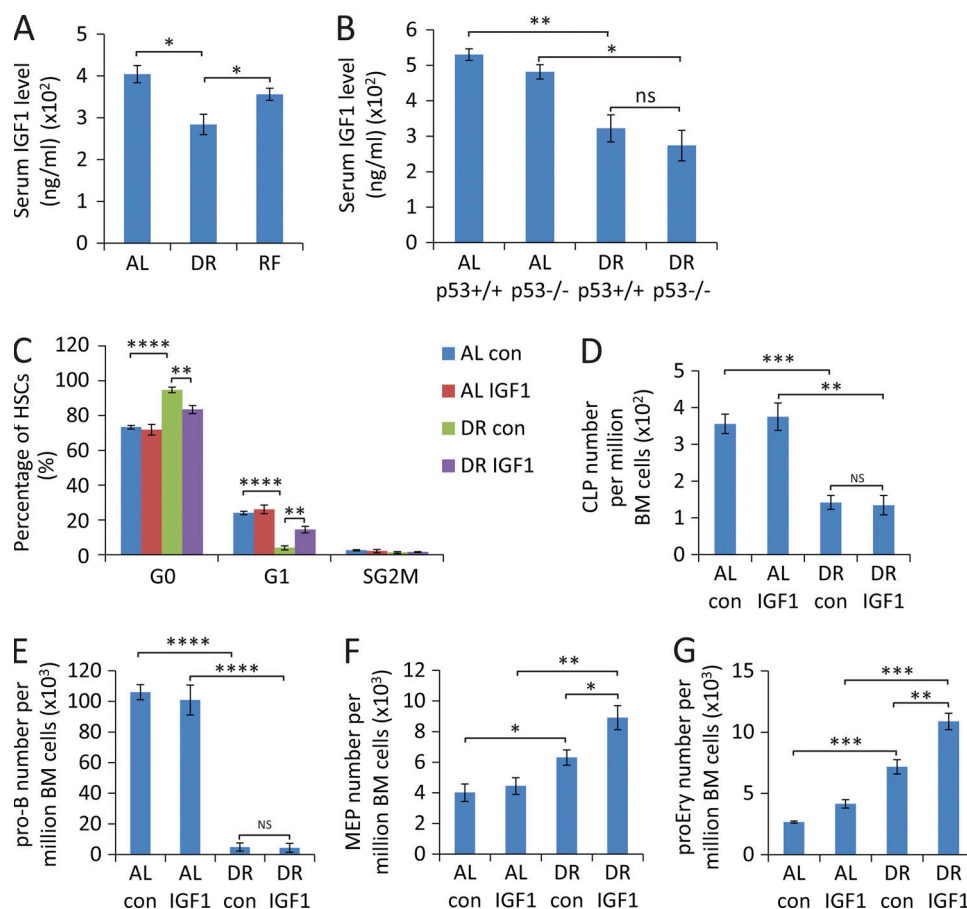 A
Serum IGF1 level
(ng/ml) (x10²)
5
4
3
2
1
0
*
*
AL DR RF
B
Serum IGF1 level
(ng/ml) (x10²)
6
5
4
3
2
1
0
**
*
ns
AL AL DR DR
p53+/+ p53-/- p53+/+ p53-/-
C
Percentage of HSCs
(%)
120
100
80
60
40
20
0
****
**
****
**
G0 G1 SG2M
AL con
AL IGF1
DR con
DR IGF1
D
CLP number
per million
BM cells (x10²)
5
4
3
2
1
0
***
**
NS
AL AL DR DR
con IGF1 con IGF1
E
pro-B number per
million BM cells (x10³)
120
100
80
60
40
20
0
****
****
NS
AL AL DR DR
con IGF1 con IGF1
F
MEP number per
million BM cells (x10³)
12
10
8
6
4
2
0
**
*
*
AL AL DR DR
con IGF1 con IGF1
G
proEry number per
million BM cells (x10³)
15
10
5
0
***
**
***
AL AL DR DR
con IGF1 con IGF1